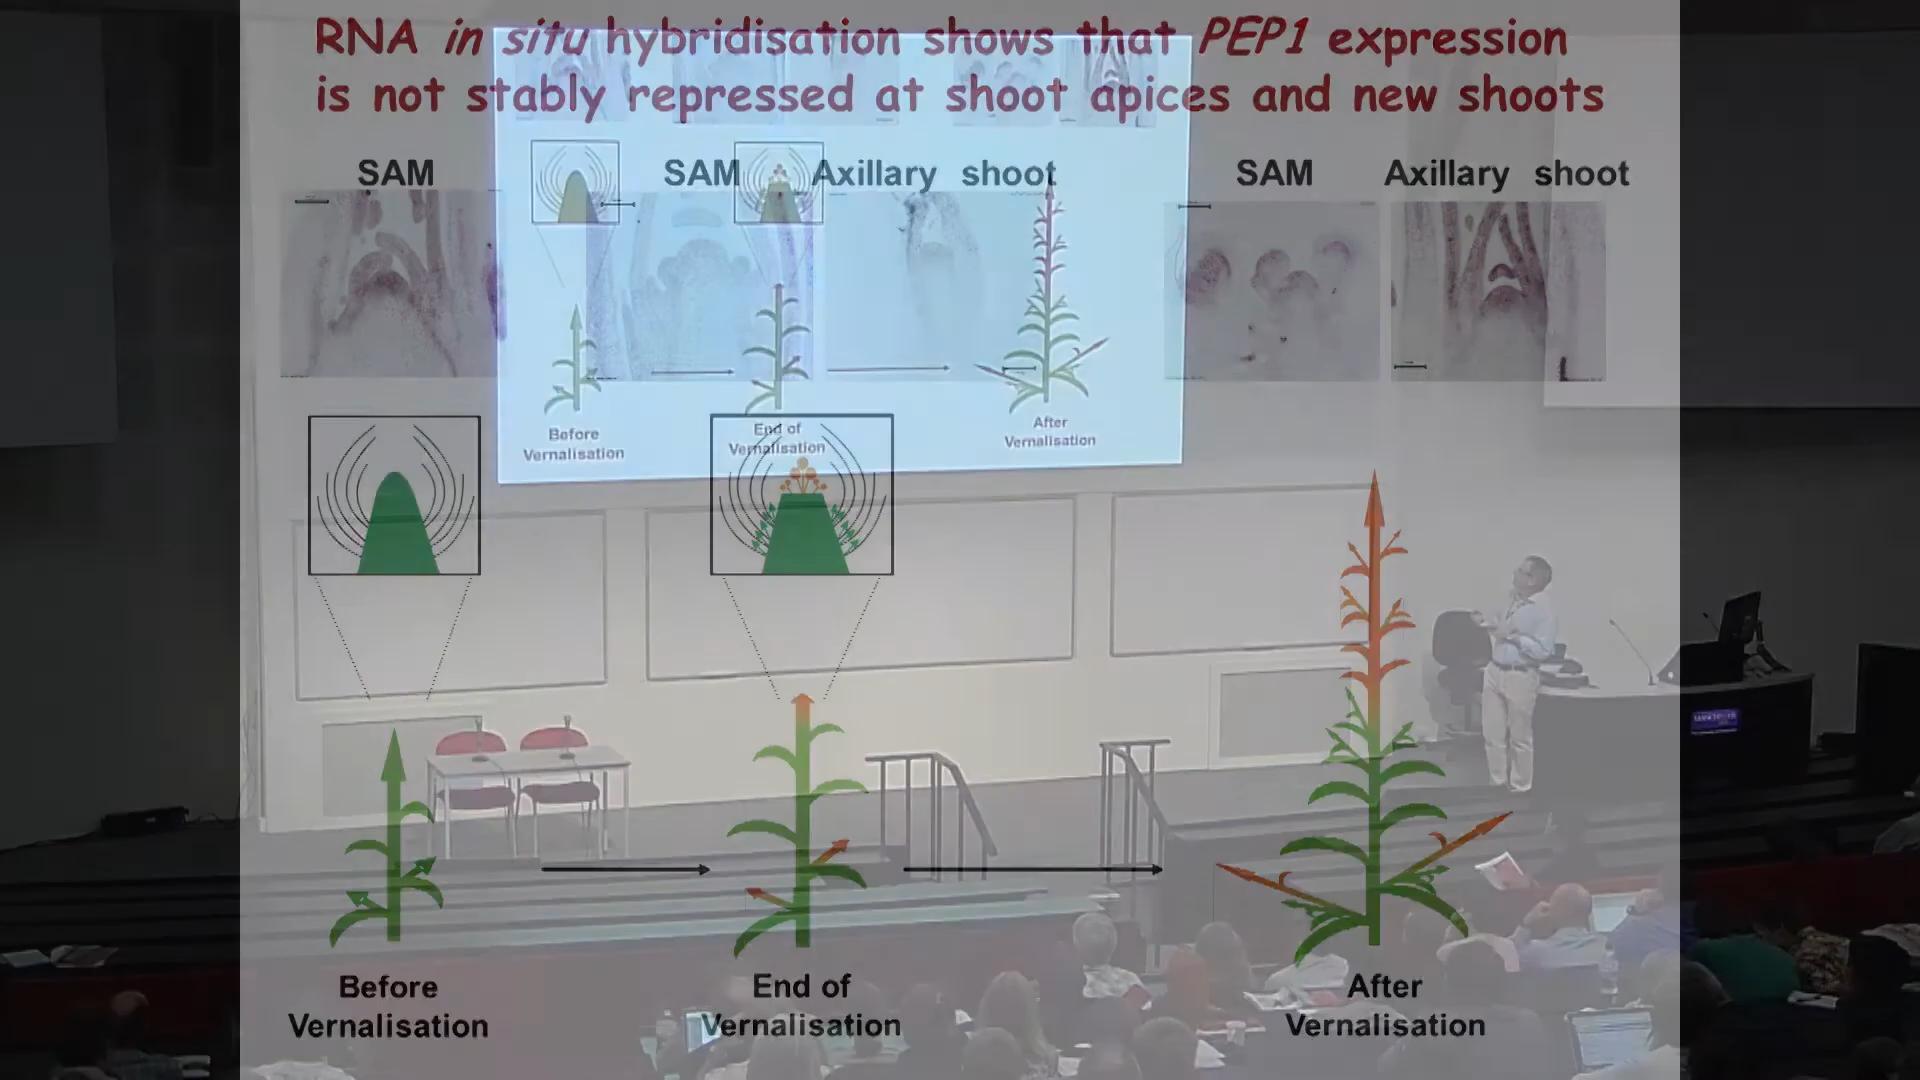 RNA in situ hybridisation shows that PEP1 expression
is not stably repressed at shoot apices and new shoots
SAM
SAM
Axillary shoot
SAM
Axillary shoot
Before
Vernalisation
End of
Vernalisation
After
Vernalisation
Before
Vernalisation
End of
Vernalisation
After
Vernalisation